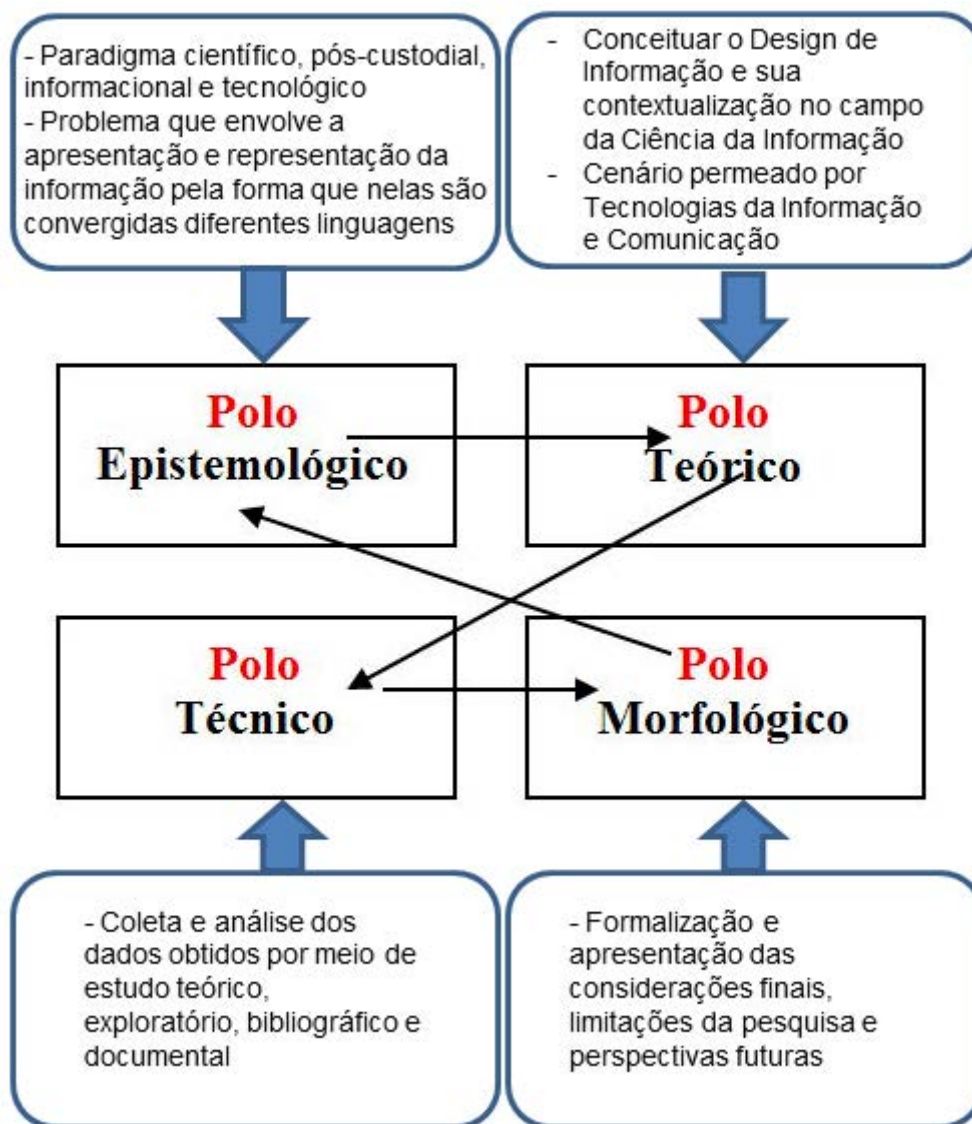 - Paradigma científico, pós-custodial,
informacional e tecnológico
- Problema que envolve a
apresentação e representação da
informação pela forma que nelas são
convergidas diferentes linguagens
- Conceituar o Design de
Informação e sua
contextualização no campo
da Ciência da Informação
- Cenário permeado por
Tecnologias da Informação
e Comunicação
Polo
Epistemológico
Polo
Teórico
Polo
Técnico
Polo
Morfológico
- Coleta e análise dos
dados obtidos por meio de
estudo teórico,
exploratório, bibliográfico e
documental
- Formalização e
apresentação das
considerações finais,
limitações da pesquisa e
perspectivas futuras